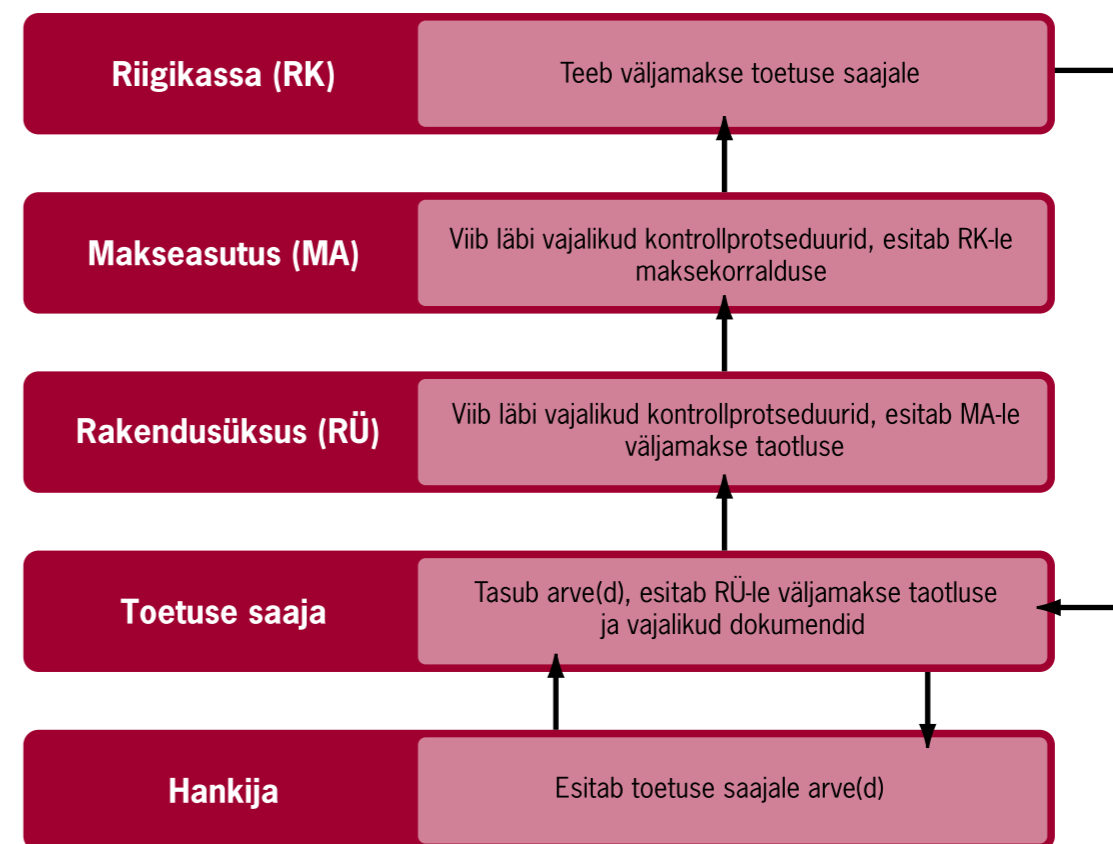 Riigikassa (RK)
Teeb väljamakse toetuse saajale
Makseasutus (MA)
Viib läbi vajalikud kontrollprotseduurid, esitab RK-le
maksekorralduse
Rakendusüksus (RÜ)
Viib läbi vajalikud kontrollprotseduurid, esitab MA-le
väljamakse taotluse
Toetuse saaja
Tasub arve(d), esitab RÜ-le väljamakse taotluse
ja vajalikud dokumendid
Hankija
Esitab toetuse saajale arve(d)